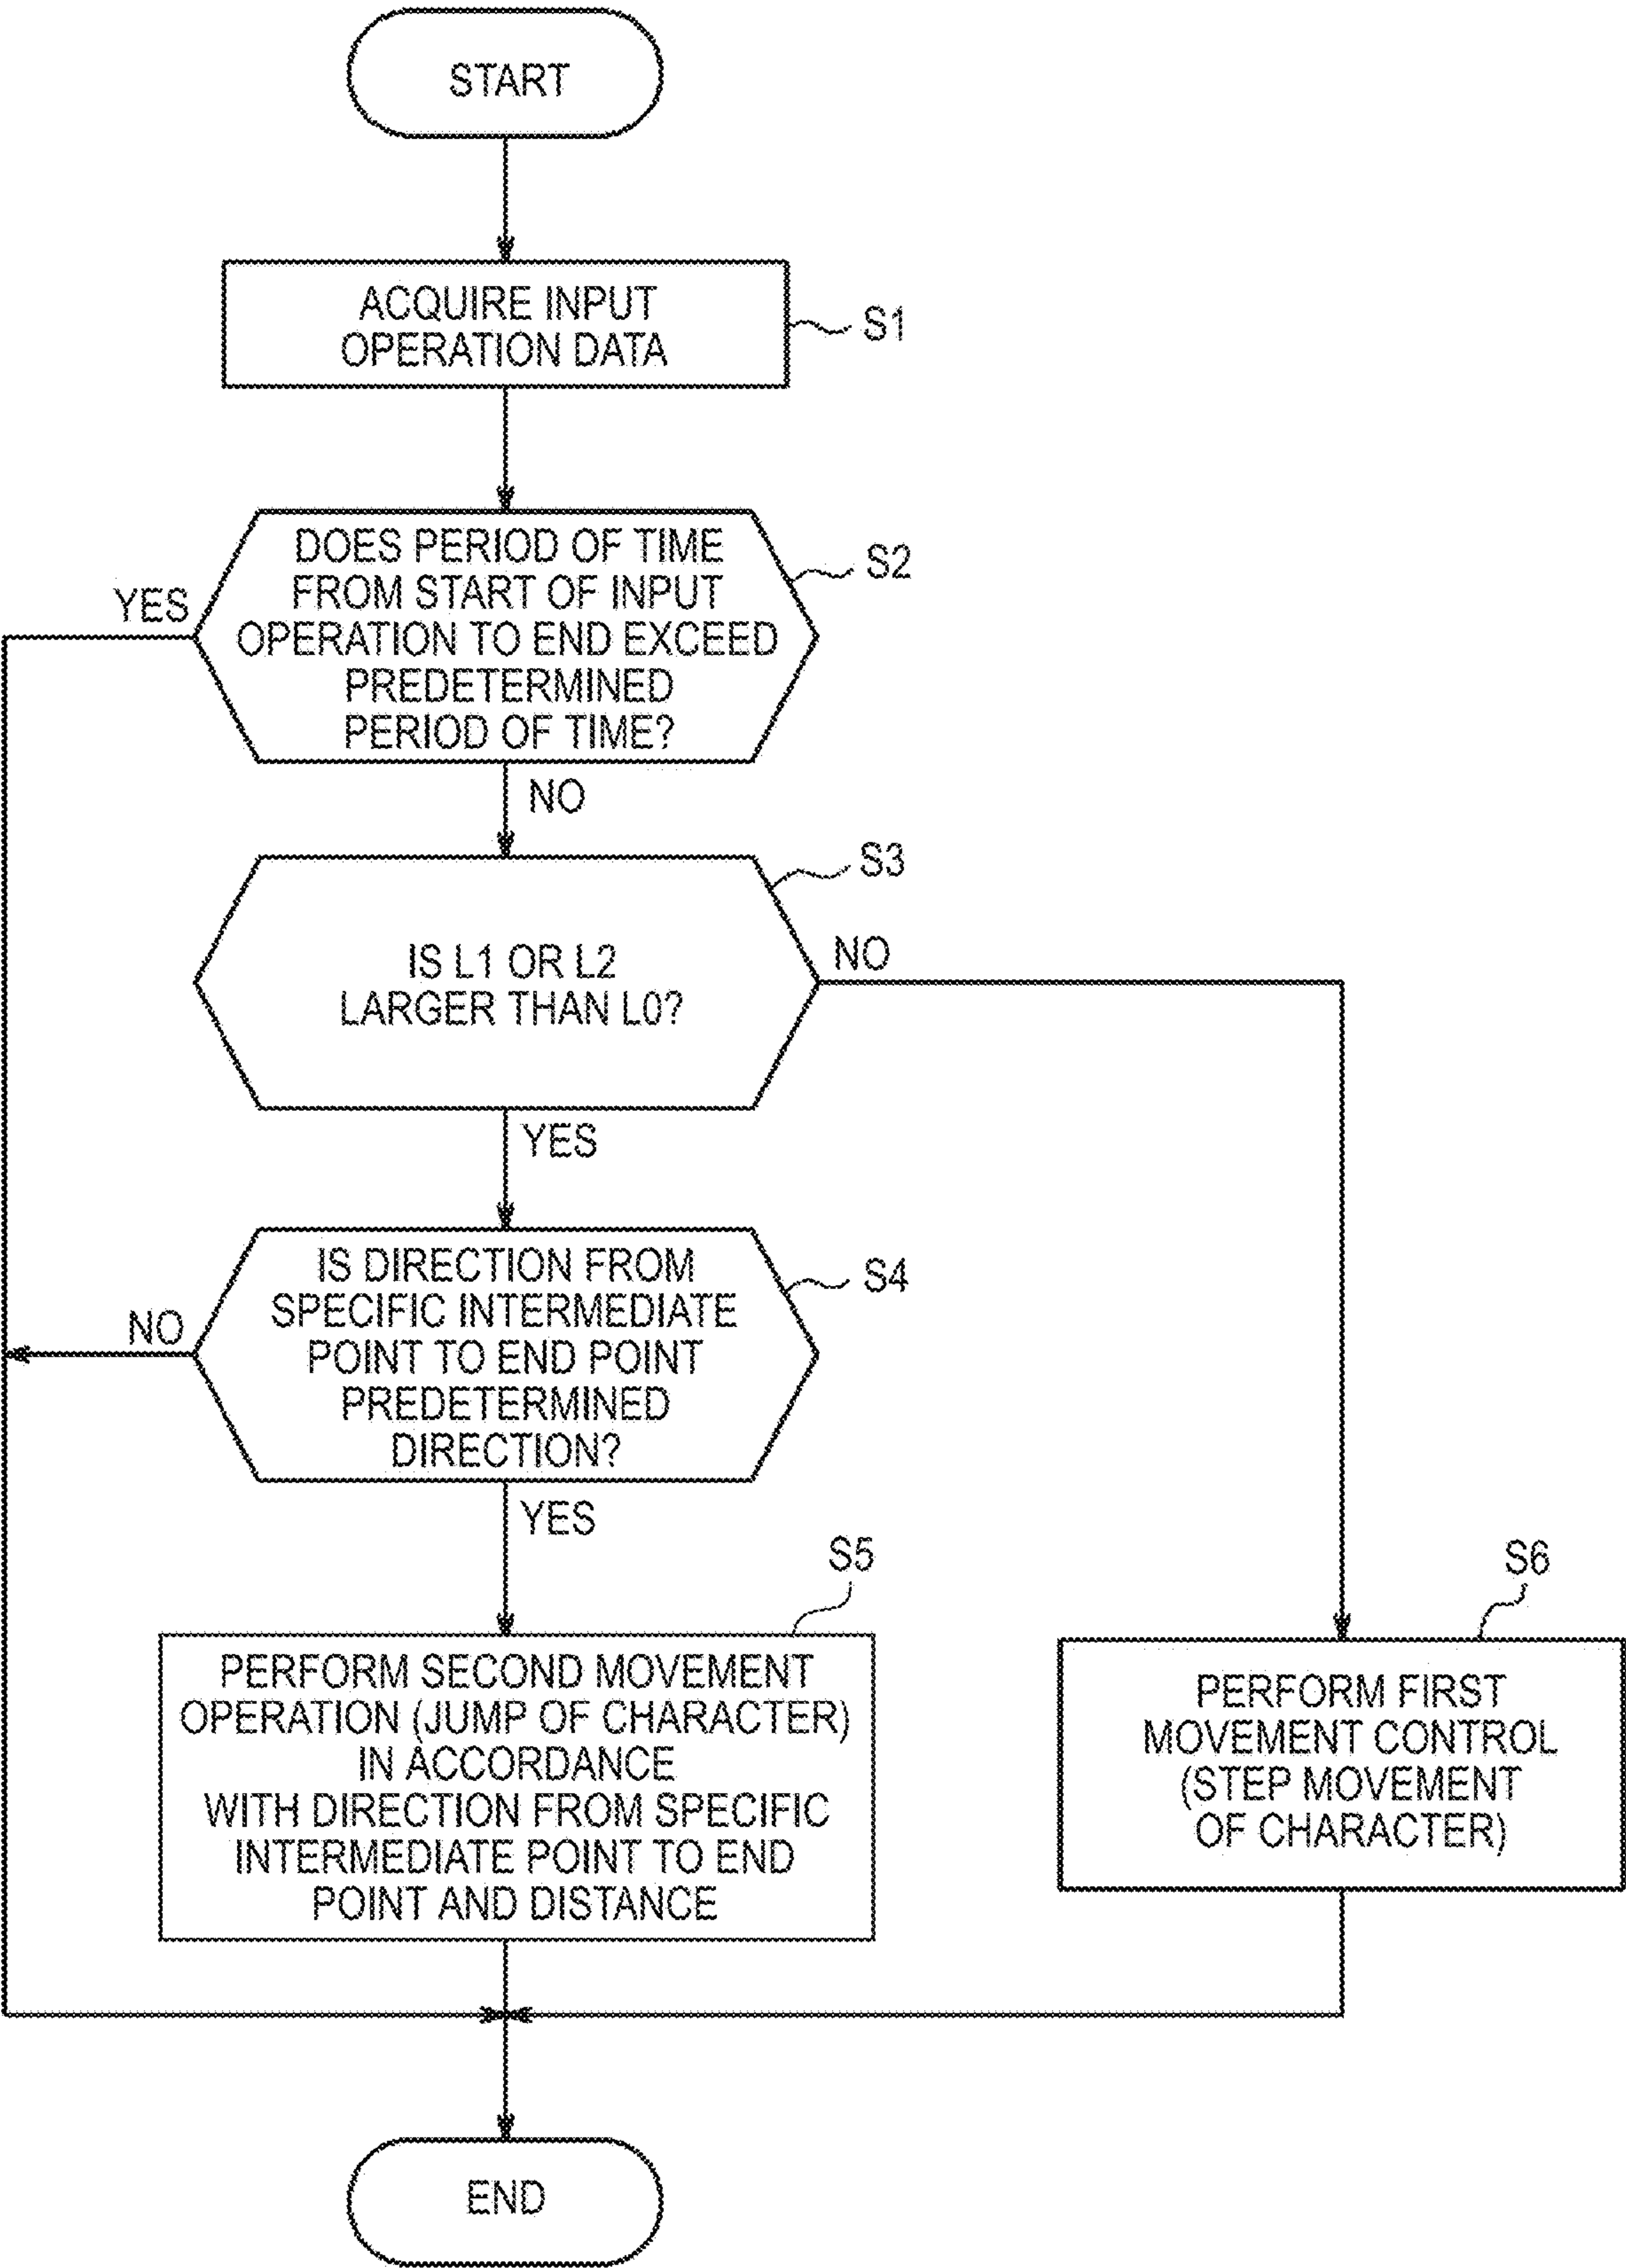 START
ACQUIRE INPUT
OPERATION DATA
S1
DOES PERIOD OF TIME
FROM START OF INPUT
OPERATION TO END EXCEED
PREDETERMINED
PERIOD OF TIME?
S2
YES
NO
S3
IS L1 OR L2
LARGER THAN L0?
NO
YES
IS DIRECTION FROM
SPECIFIC INTERMEDIATE
POINT TO END POINT
PREDETERMINED
DIRECTION?
S4
NO
YES
S5
PERFORM SECOND MOVEMENT
OPERATION (JUMP OF CHARACTER)
IN ACCORDANCE
WITH DIRECTION FROM SPECIFIC
INTERMEDIATE POINT TO END
POINT AND DISTANCE
S6
PERFORM FIRST
MOVEMENT CONTROL
(STEP MOVEMENT
OF CHARACTER)
END